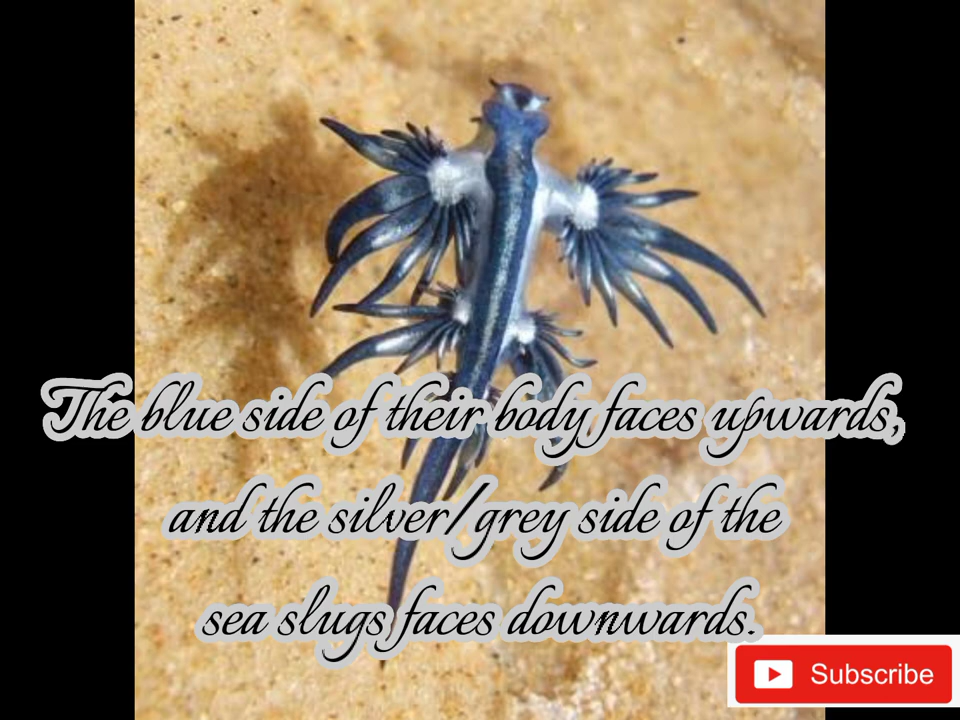 The blue side of their body faces upwards,
and the silver/grey side of the
sea slugs faces downwards.
Subscribe